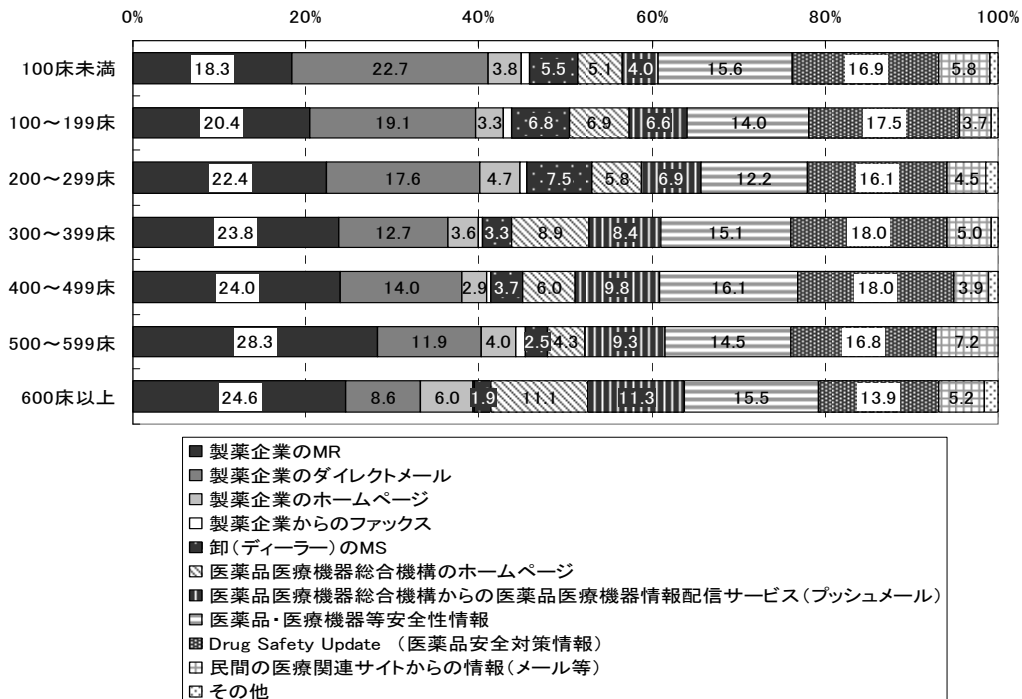 0% 20% 40% 60% 80% 100%
100床未満 18.3 22.7 3.8 5.5 5.1 4.0 15.6 16.9 5.8
100～199床 20.4 19.1 3.3 6.8 6.9 6.6 14.0 17.5 3.7
200～299床 22.4 17.6 4.7 7.5 5.8 6.9 12.2 16.1 4.5
300～399床 23.8 12.7 3.6 3.3 8.9 8.4 15.1 18.0 5.0
400～499床 24.0 14.0 2.9 3.7 6.0 9.8 16.1 18.0 3.9
500～599床 28.3 11.9 4.0 2.5 4.3 9.3 14.5 16.8 7.2
600床以上 24.6 8.6 6.0 1.9 11.1 11.3 15.5 13.9 5.2
製薬企業のMR
製薬企業のダイレクトメール
製薬企業のホームページ
製薬企業からのファックス
卸(ディーラー)のMS
医薬品医療機器総合機構のホームページ
医薬品医療機器総合機構からの医薬品医療機器情報配信サービス(プッシュメール)
医薬品・医療機器等安全性情報
Drug Safety Update (医薬品安全対策情報)
民間の医療関連サイトからの情報(メール等)
その他